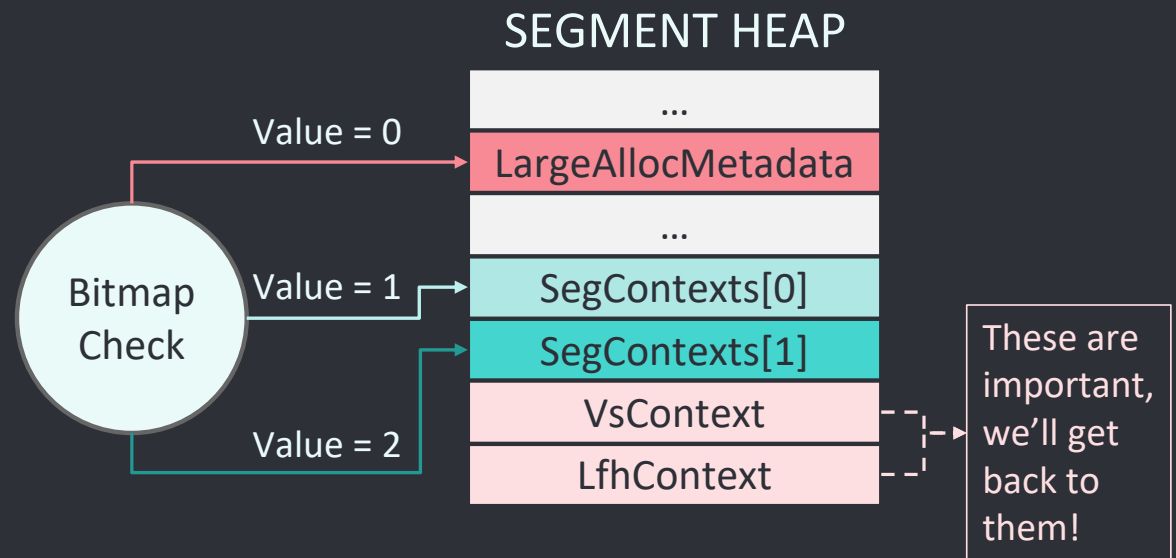 SEGMENT HEAP
...
Value = 0
LargeAllocMetadata
...
Bitmap
Check
Value = 1
SegContexts[0]
SegContexts[1]
Value = 2
VsContext
LfhContext
These are
important,
we’ll get
back to
them!